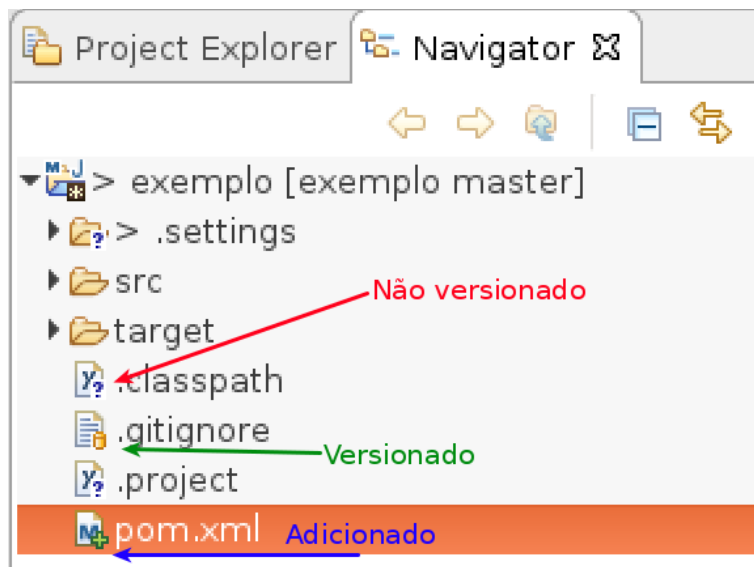 Project Explorer Navigator
> exemplo [exemplo master]
> .settings
src
Não versionado
target
.classpath
.gitignore
Versionado
.project
pom.xml Adicionado